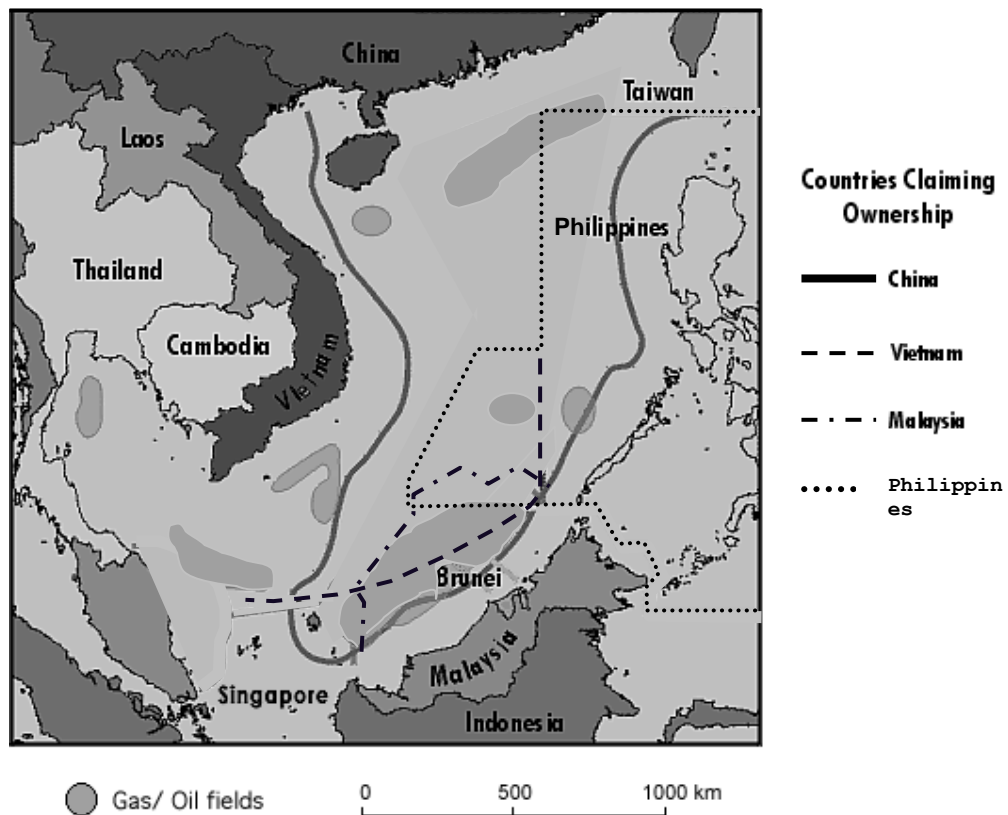 China
Taiwan
Laos
Countries Claiming
Ownership
Philippines
Thailand
China
Cambodia
Vietnam
Vietnam
Malaysia
Philippin
es
Brunei
Malaysia
Singapore
Indonesia
Gas/ Oil fields
0 500 1000 km